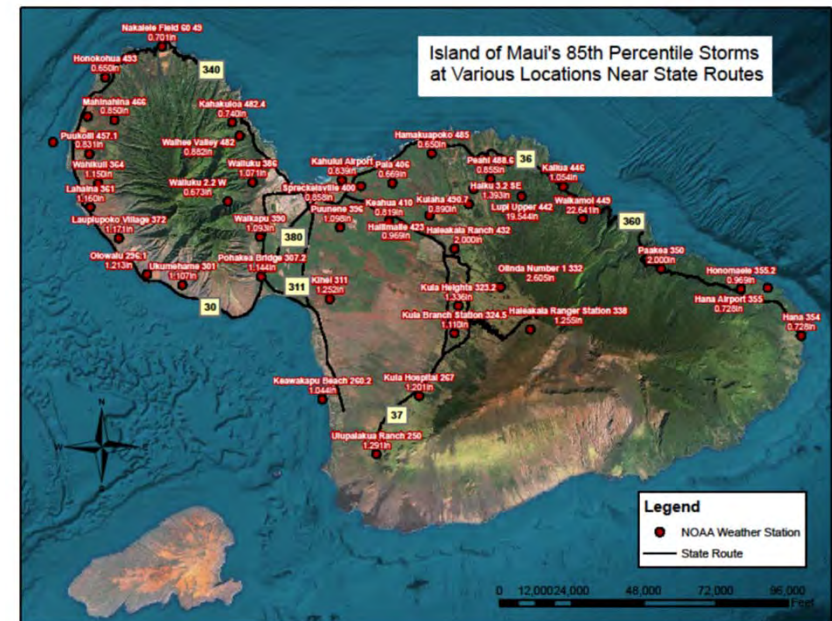 Island of Maui's 85th Percentile Storms
at Various Locations Near State Routes
Nakalele Field 60 49
0.701in
Honokohua 493
0.650in
340
Mahinahina 466
0.850in
Kahakuloa 482.4
0.740in
Puukolii 457.1
0.831in
Waihee Valley 482
0.882in
Wahikuli 364
1.150in
Wailuku 386
1.071in
Lahaina 361
1.160in
Wailuku 2.2 W
0.673in
Laupiupoko Village 372
1.171in
Waikapu 390
1.093in
Olowalu 296.1
1.213in
Ukumehame 301
1.107in
Pohakea Bridge 307.2
1.144in
30
380
311
Kahului Airport
0.839in
Spreckelsville 400
0.858in
Puunene 396
1.098in
Paia 406
0.669in
Hamakuapoko 485
0.650in
36
Peahi 488.6
0.855in
Kailua 446
1.054in
Haiku 3.2 SE
1.393in
Keahua 410
0.819in
Kuiaha 490.7
0.890in
Lupi Upper 442
19.544in
Waikamoi 449
22.641in
Haliimaile 423
0.969in
Haleakala Ranch 432
2.000in
360
Paakea 350
2.000in
Olinda Number 1 332
2.605in
Honomaele 355.2
0.969in
Hana Airport 355
0.728in
Hana 354
0.728in
Kihei 311
1.252in
Kula Heights 323.2
1.336in
Kula Branch Station 324.5
1.110in
Haleakala Ranger Station 338
1.255in
Keawakapu Beach 260.2
1.044in
Kula Hospital 267
1.201in
37
Ulupalakua Ranch 250
1.291in
N
W
E
S
Legend
NOAA Weather Station
State Route
0 12,000 24,000 48,000 72,000 96,000
Feet